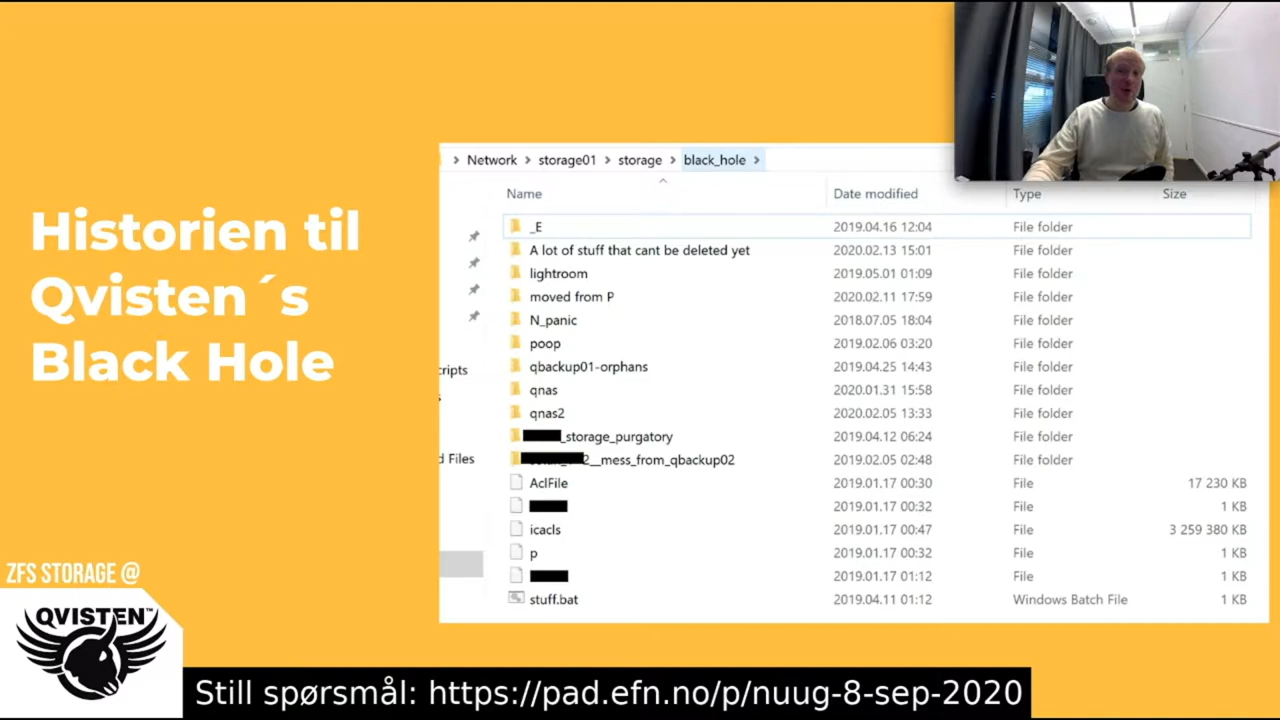 Historien til
Qvisten´s
Black Hole
Network > storage01 > storage > black_hole >
Name Date modified Type Size
_E 2019.04.16 12:04 File folder
A lot of stuff that cant be deleted yet 2020.02.13 15:01 File folder
lightroom 2019.05.01 01:09 File folder
moved from P 2020.02.11 17:59 File folder
N_panic 2018.07.05 18:04 File folder
poop 2019.02.06 03:20 File folder
qbackup01-orphans 2019.04.25 14:43 File folder
qnas 2020.01.31 15:58 File folder
qnas2 2020.02.05 13:33 File folder
_storage_purgatory 2019.04.12 06:24 File folder
2__mess_from_qbackup02 2019.02.05 02:48 File folder
AclFile 2019.01.17 00:30 File 17 230 KB
2019.01.17 00:32 File 1 KB
icacls 2019.01.17 00:47 File 3 259 380 KB
p 2019.01.17 00:32 File 1 KB
2019.01.17 01:12 File 1 KB
stuff.bat 2019.04.11 01:12 Windows Batch File 1 KB
cripts
s
d Files
ZFS STORAGE @
QVISTEN™
Still spørsmål: https://pad.efn.no/p/nuug-8-sep-2020